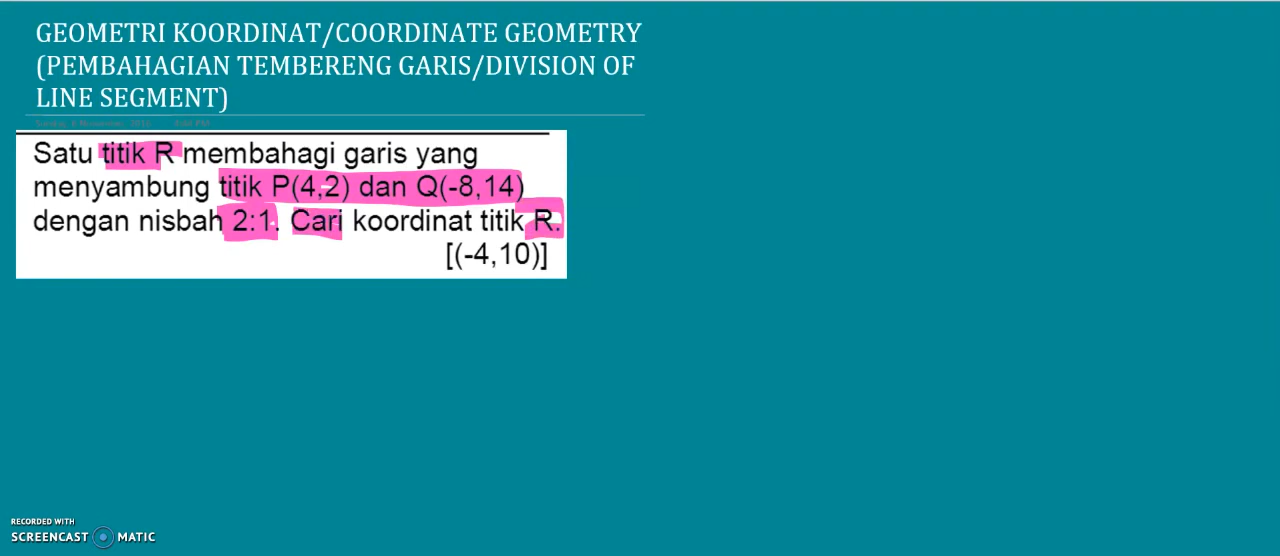 GEOMETRI KOORDINAT/COORDINATE GEOMETRY
(PEMBAHAGIAN TEMBERENG GARIS/DIVISION OF
LINE SEGMENT)
Satu titik R membahagi garis yang
menyambung titik P(4,2) dan Q(-8,14)
dengan nisbah 2:1. Cari koordinat titik R.
[(-4,10)]
RECORDED WITH
SCREENCAST MATIC